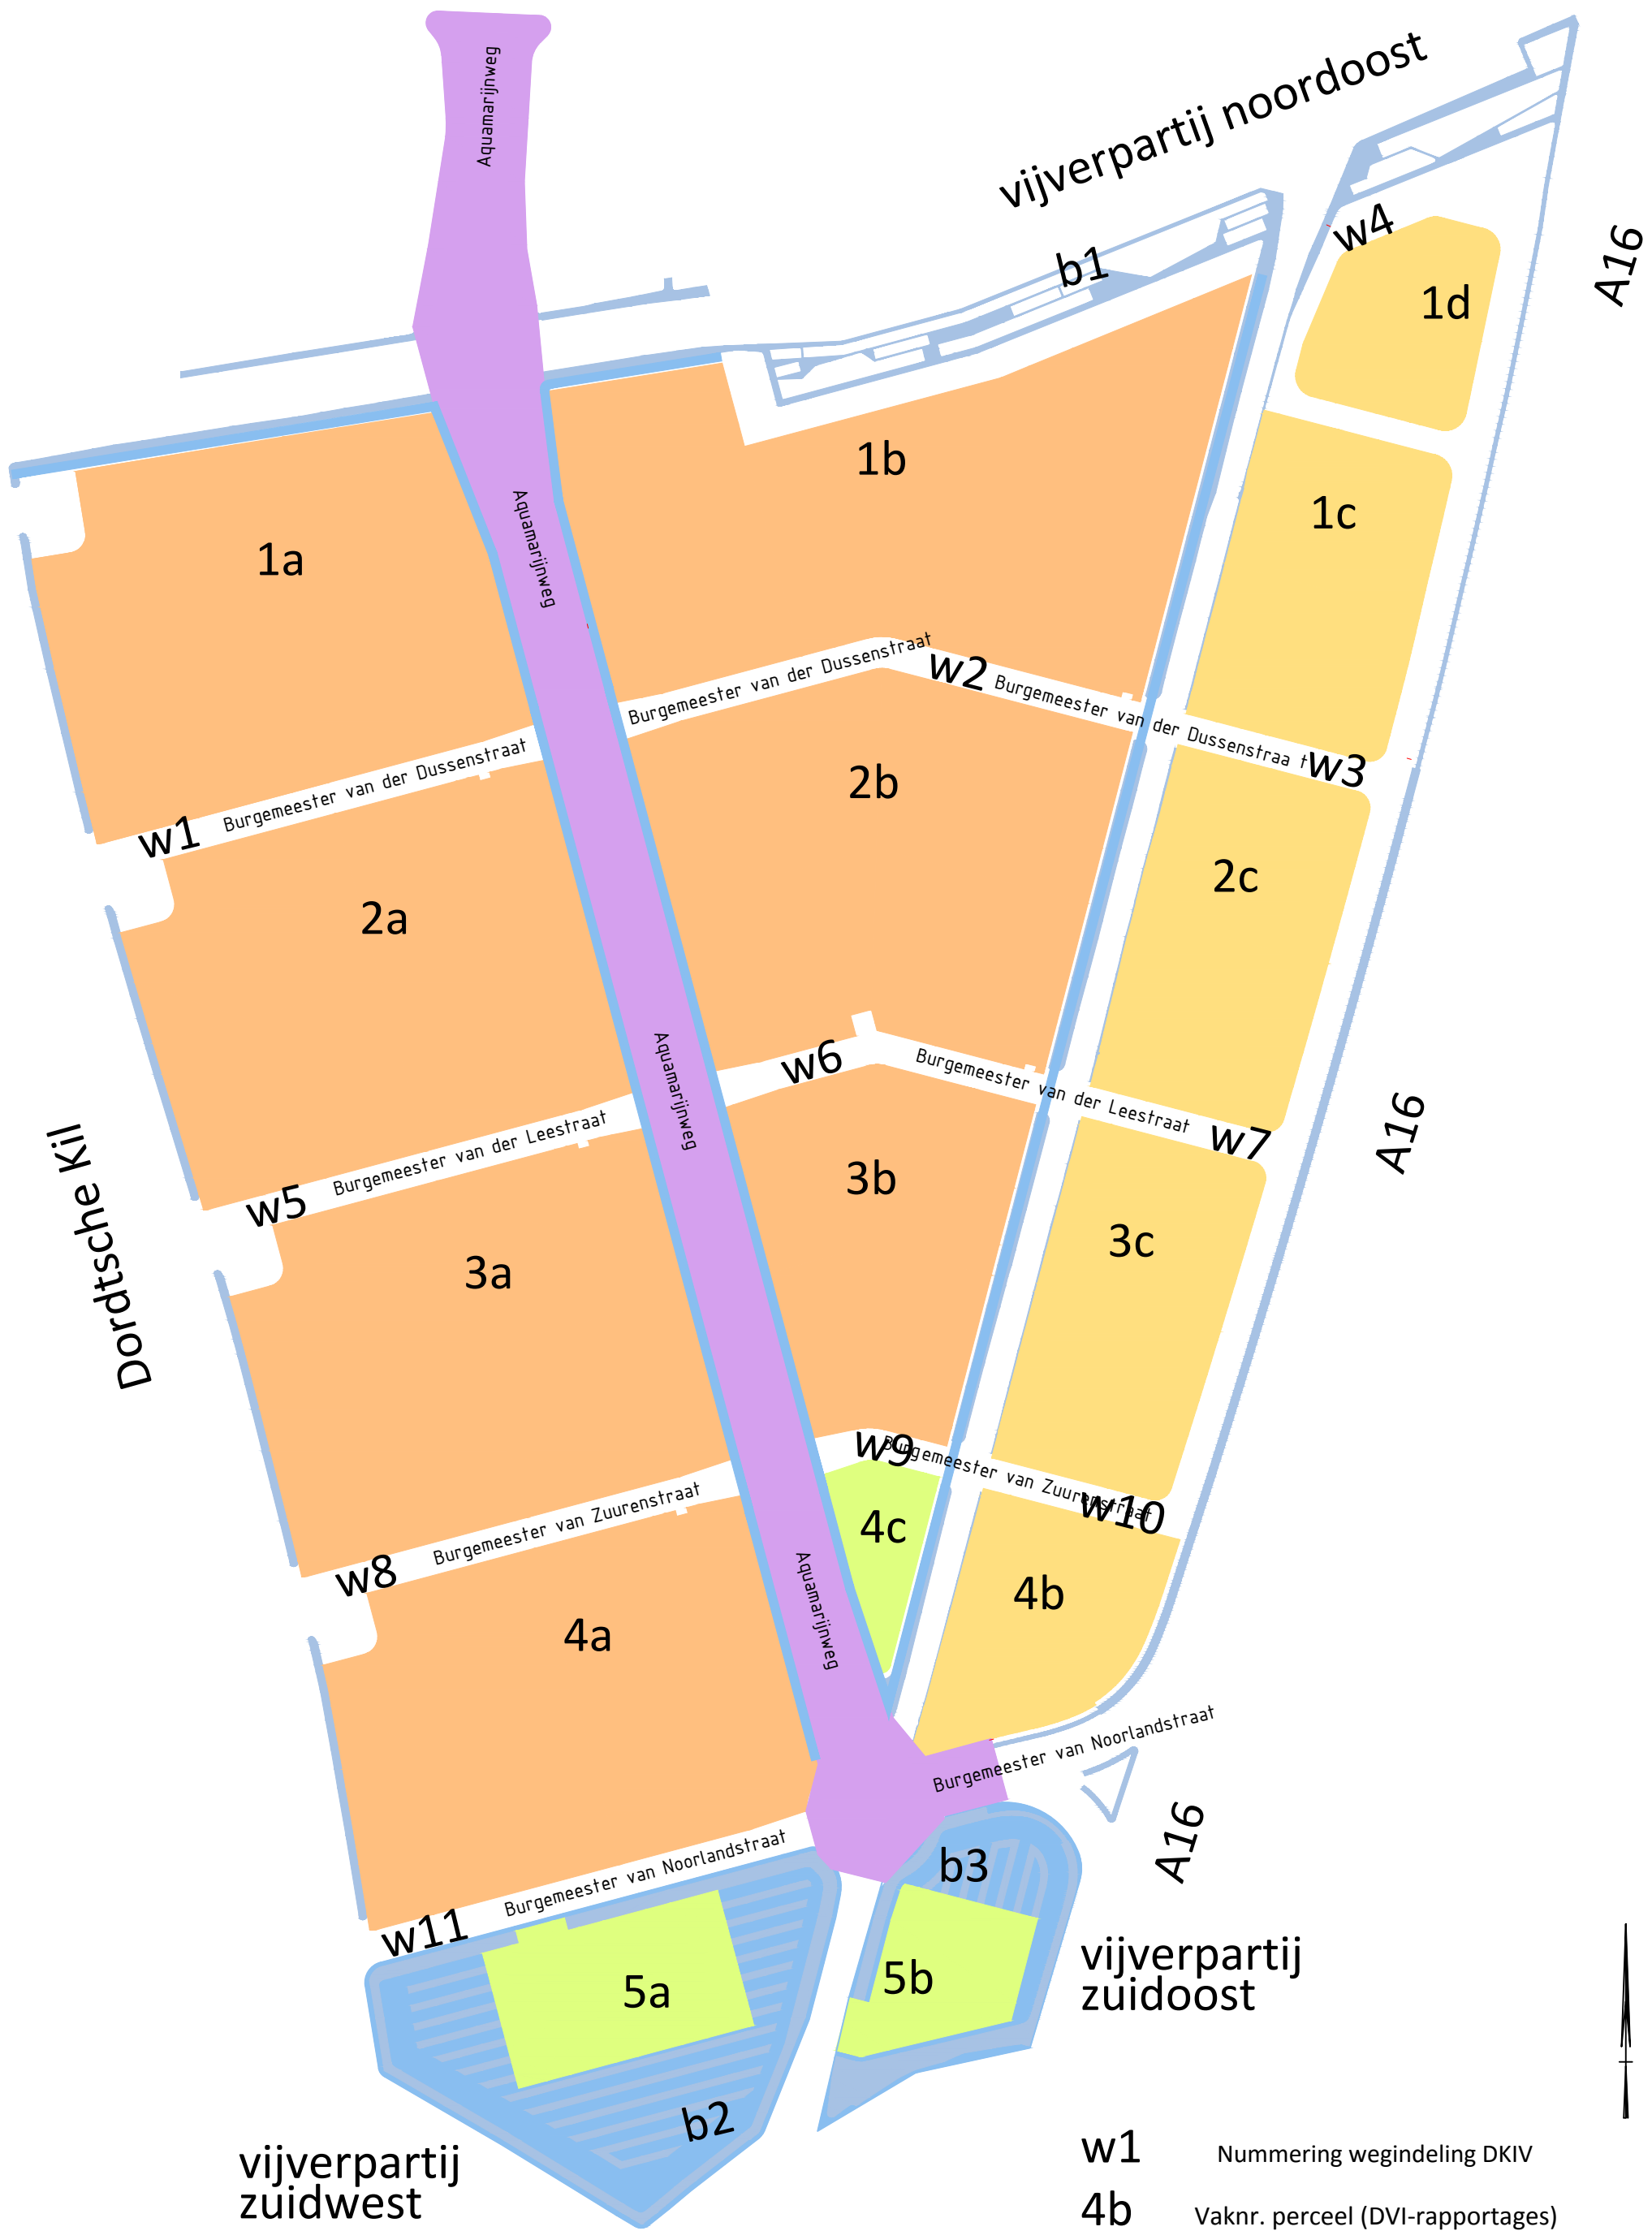 Aquamarijnweg
vijverpartij noordoost
w4
A16
b1
1d
1b
1c
1a
Aquamarijnweg
Burgemeester van der Dussenstraat
w2
Burgemeester van der Dussenstraa t
w3
Burgemeester van der Dussenstraat
w1
2b
2c
2a
w6
Burgemeester van der Leestraat
w7
Aquamarijnweg
A16
Burgemeester van der Leestraat
w5
Dordtsche Kil
3b
3c
3a
w9
Burgemeester van Zuurenstraat
w10
Burgemeester van Zuurenstraat
w8
4c
4b
4a
Aquamarijnweg
Burgemeester van Noorlandstraat
A16
Burgemeester van Noorlandstraat
w11
b3
5a
5b
vijverpartij
zuidoost
b2
vijverpartij
zuidwest
w1 Nummering wegindeling DKIV
4b Vaknr. perceel (DVI-rapportages)